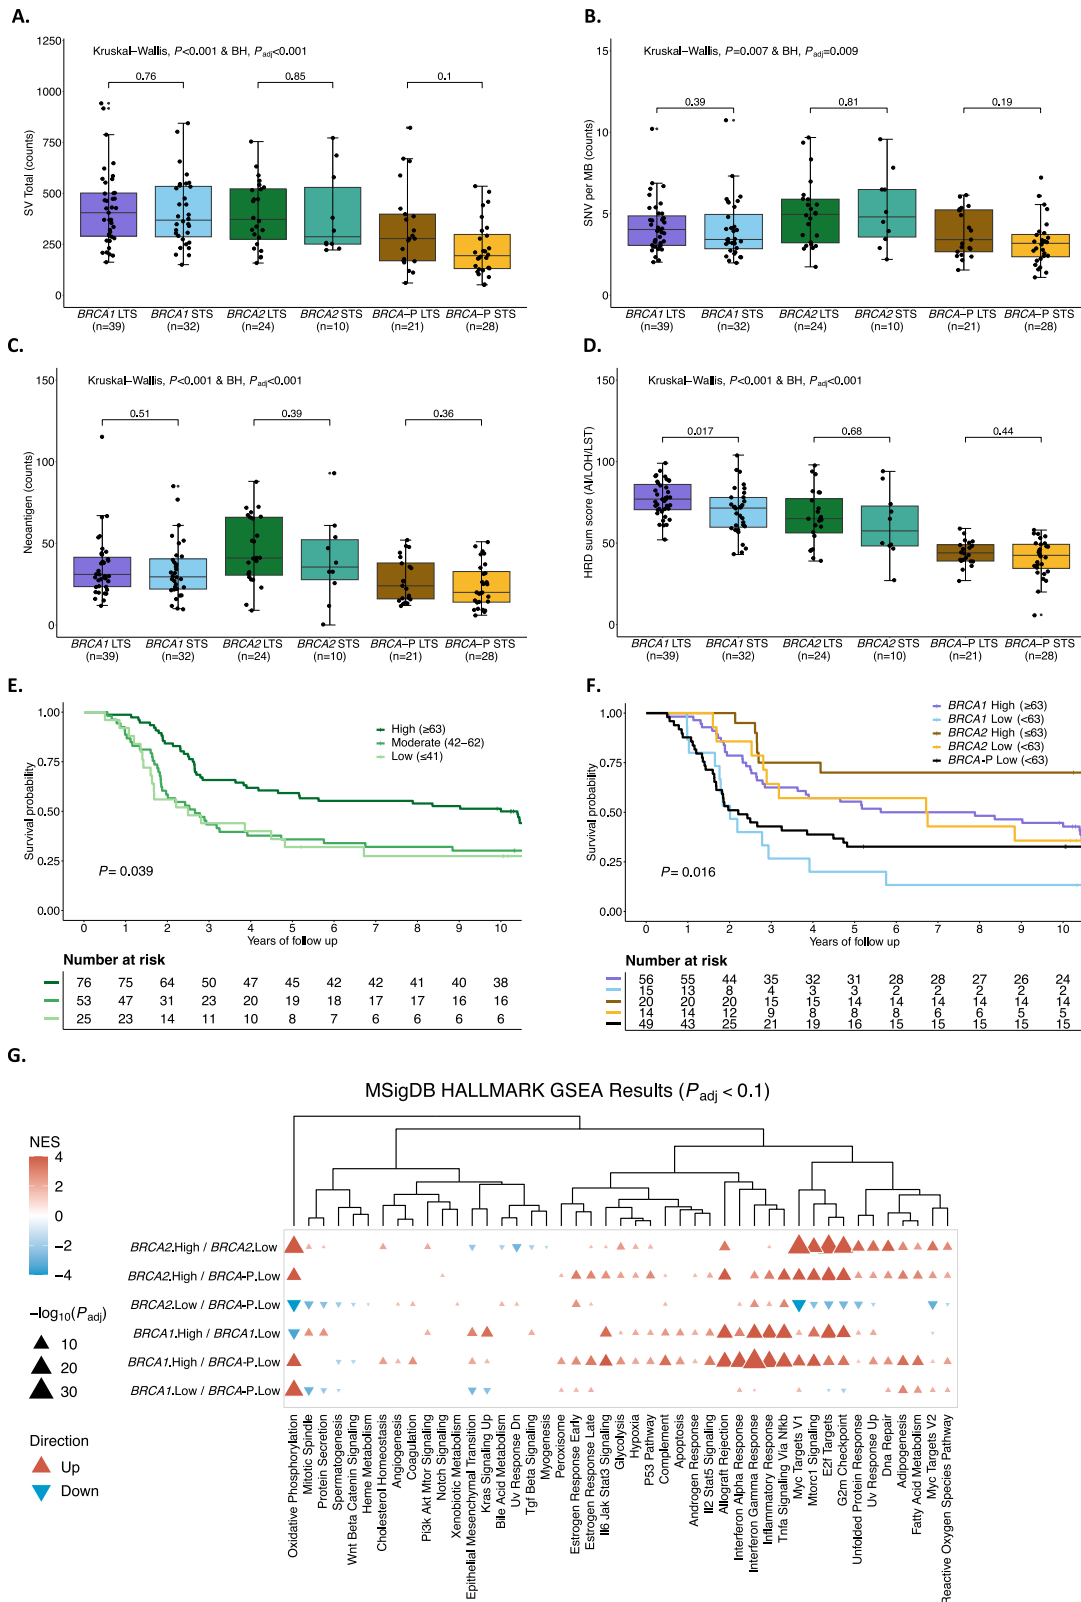 A.
1250
1000
750
500
250
0
SV Total (counts)
Kruskal−Wallis, P<0.001 & BH, Padj<0.001
0.76
0.85
0.1
BRCA1 LTS
(n=39)
BRCA1 STS
(n=32)
BRCA2 LTS
(n=24)
BRCA2 STS
(n=10)
BRCA−P LTS
(n=21)
BRCA−P STS
(n=28)
B.
15
10
5
0
SNV per MB (counts)
Kruskal−Wallis, P=0.007 & BH, Padj=0.009
0.39
0.81
0.19
BRCA1 LTS
(n=39)
BRCA1 STS
(n=32)
BRCA2 LTS
(n=24)
BRCA2 STS
(n=10)
BRCA−P LTS
(n=21)
BRCA−P STS
(n=28)
C.
150
100
50
0
Neoantigen (counts)
Kruskal−Wallis, P<0.001 & BH, Padj<0.001
0.51
0.39
0.36
BRCA1 LTS
(n=39)
BRCA1 STS
(n=32)
BRCA2 LTS
(n=24)
BRCA2 STS
(n=10)
BRCA−P LTS
(n=21)
BRCA−P STS
(n=28)
D.
150
100
50
0
HRD sum score (AI/LOH/LST)
Kruskal−Wallis, P<0.001 & BH, Padj<0.001
0.017
0.68
0.44
BRCA1 LTS
(n=39)
BRCA1 STS
(n=32)
BRCA2 LTS
(n=24)
BRCA2 STS
(n=10)
BRCA−P LTS
(n=21)
BRCA−P STS
(n=28)
E.
1.00
0.75
0.50
0.25
0.00
Survival probability
High (≥63)
Moderate (42−62)
Low (≤41)
P= 0.039
0 1 2 3 4 5 6 7 8 9 10
Years of follow up
Number at risk
76 75 64 50 47 45 42 42 41 40 38
53 47 31 23 20 19 18 17 17 16 16
25 23 14 11 10 8 7 6 6 6 6
F.
1.00
0.75
0.50
0.25
0.00
Survival probability
BRCA1 High (≥63)
BRCA1 Low (<63)
BRCA2 High (≤63)
BRCA2 Low (<63)
BRCA-P Low (<63)
P= 0.016
0 1 2 3 4 5 6 7 8 9 10
Years of follow up
Number at risk
56 55 44 35 32 31 28 28 27 26 24
15 13 8 4 3 3 2 2 2 2 2
20 20 20 15 15 14 14 14 14 14 14
14 14 12 9 8 8 8 6 6 5 5
49 43 25 21 19 16 15 15 15 15 15
G.
MSigDB HALLMARK GSEA Results (Padj < 0.1)
NES
4
2
0
−2
−4
−log10(Padj)
10
20
30
Direction
Up
Down
BRCA2.High / BRCA2.Low
BRCA2.High / BRCA-P.Low
BRCA2.Low / BRCA-P.Low
BRCA1.High / BRCA1.Low
BRCA1.High / BRCA-P.Low
BRCA1.Low / BRCA-P.Low
Oxidative Phosphorylation
Mitotic Spindle
Protein Secretion
Spermatogenesis
Wnt Beta Catenin Signaling
Heme Metabolism
Cholesterol Homeostasis
Angiogenesis
Coagulation
Pi3k Akt Mtor Signaling
Notch Signaling
Xenobiotic Metabolism
Epithelial Mesenchymal Transition
Kras Signaling Up
Bile Acid Metabolism
Uv Response Dn
Tgf Beta Signaling
Myogenesis
Peroxisome
Estrogen Response Early
Estrogen Response Late
Il6 Jak Stat3 Signaling
Glycolysis
Hypoxia
P53 Pathway
Complement
Apoptosis
Androgen Response
Il2 Stat5 Signaling
Allograft Rejection
Interferon Alpha Response
Interferon Gamma Response
Inflammatory Response
Tnfa Signaling Via Nfkb
Myc Targets V1
Mtorc1 Signaling
E2f Targets
G2m Checkpoint
Unfolded Protein Response
Uv Response Up
Dna Repair
Adipogenesis
Fatty Acid Metabolism
Myc Targets V2
Reactive Oxygen Species Pathway